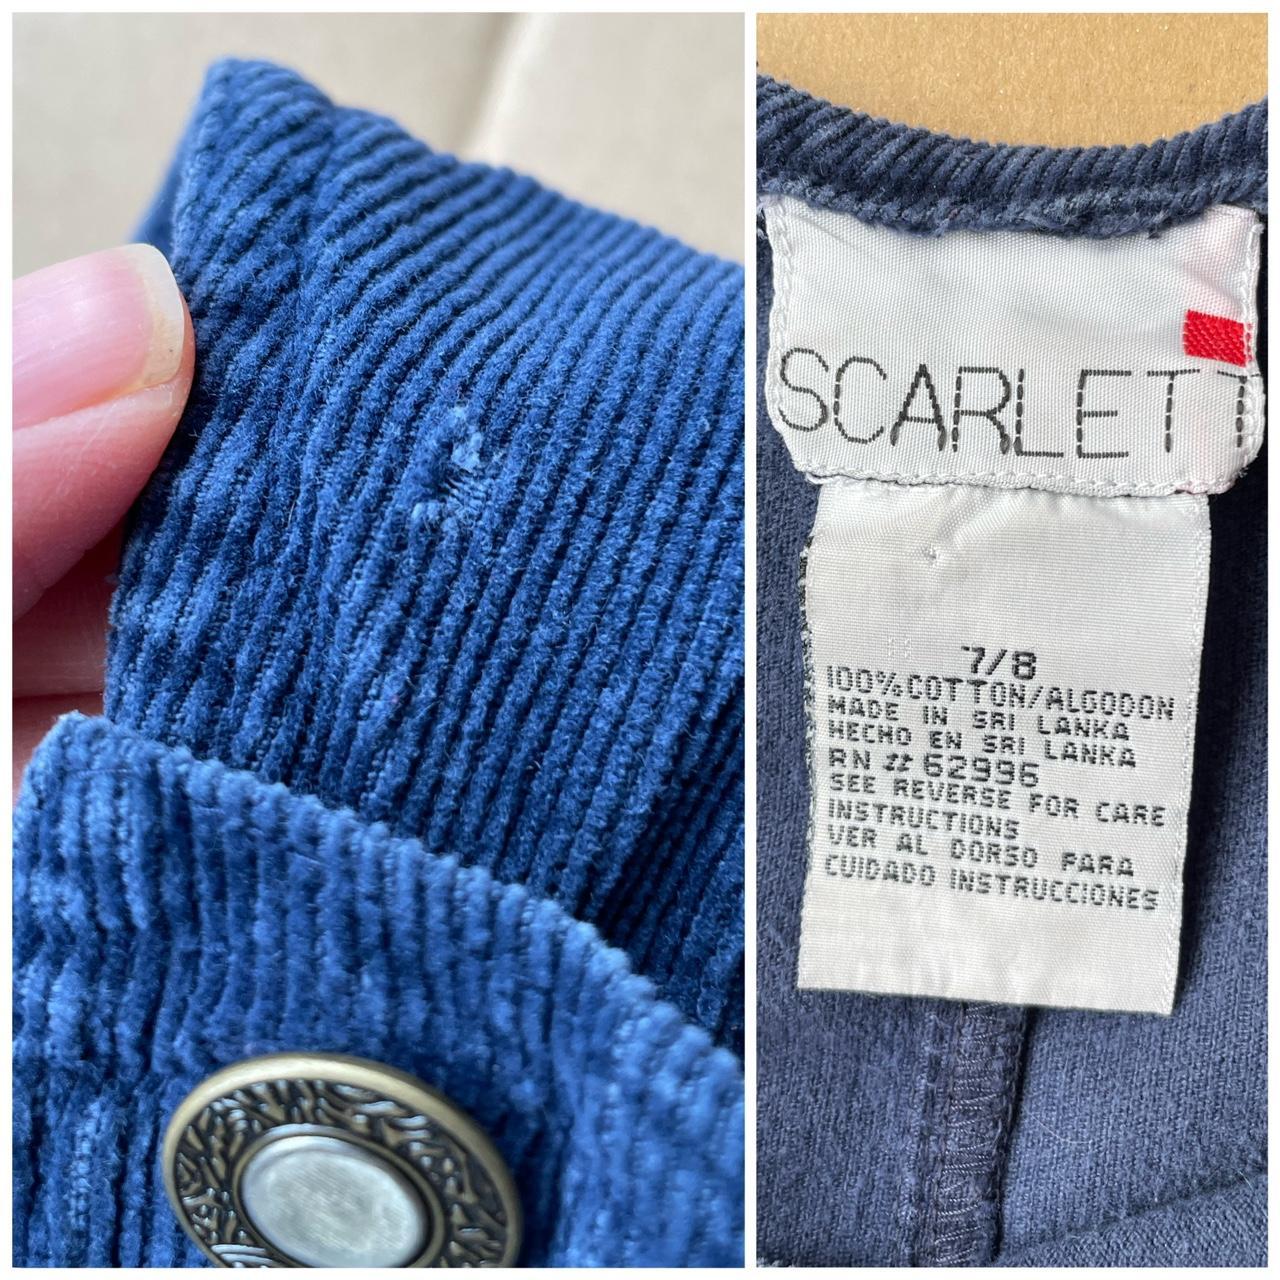 SCARLETT
7/8
100% COTTON/ALGODON
MADE IN SRI LANKA
HECHO EN SRI LANKA
RN # 62996
SEE REVERSE FOR CARE
INSTRUCTIONS
VER AL DORSO PARA
CUIDADO INSTRUCCIONES